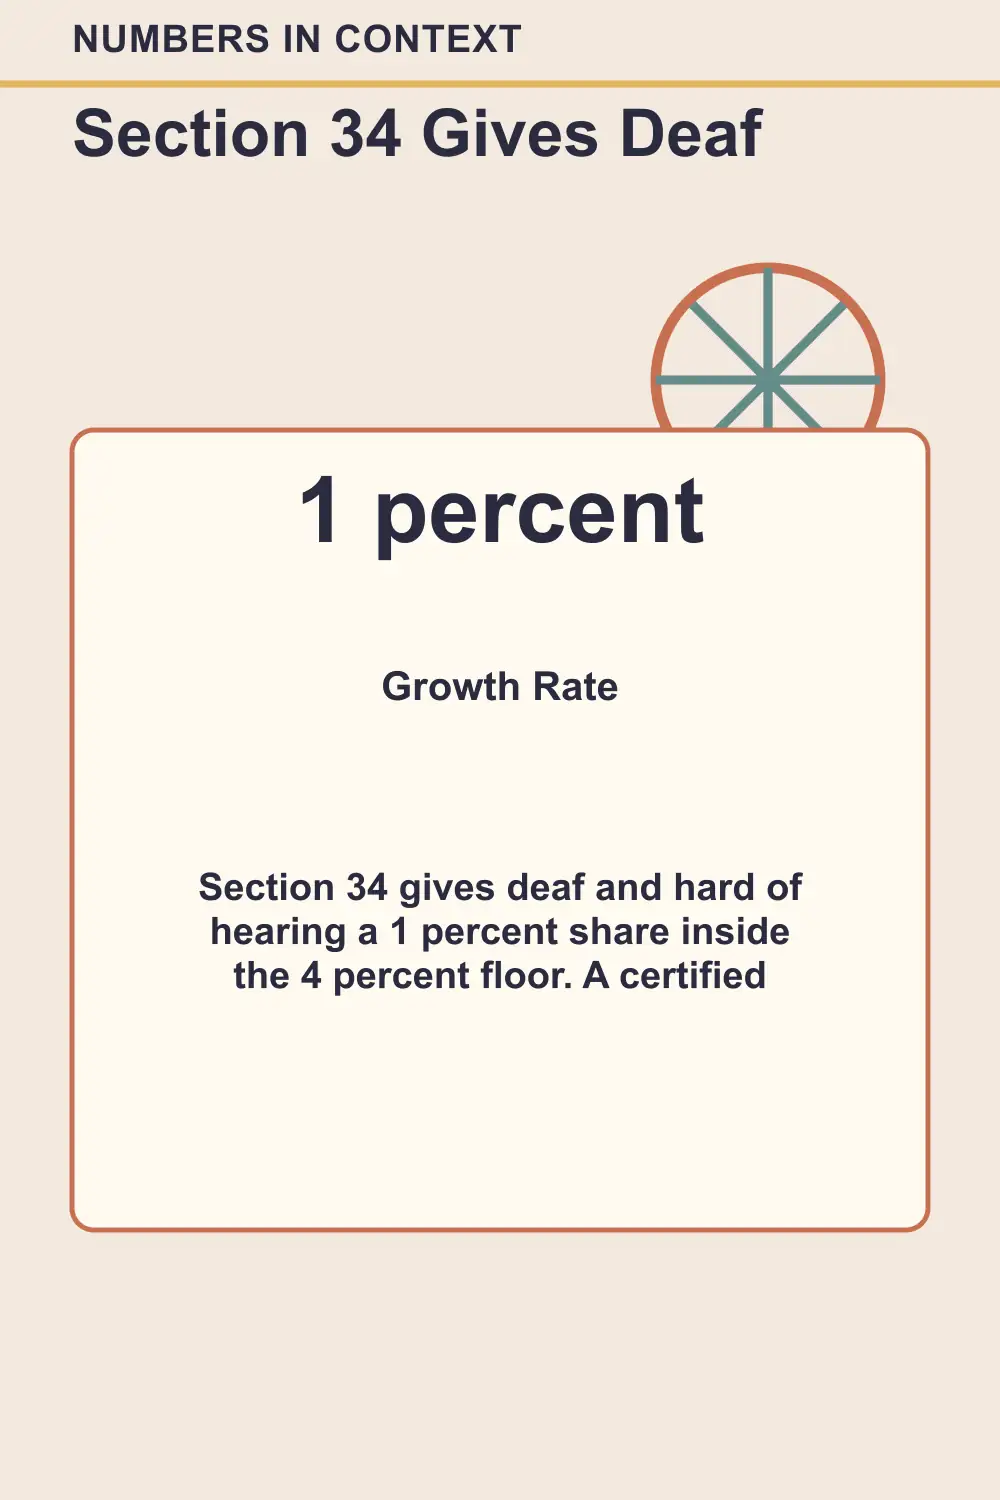 NUMBERS IN CONTEXT
Section 34 Gives Deaf
1 percent
Growth Rate
Section 34 gives deaf and hard of
hearing a 1 percent share inside
the 4 percent floor. A certified